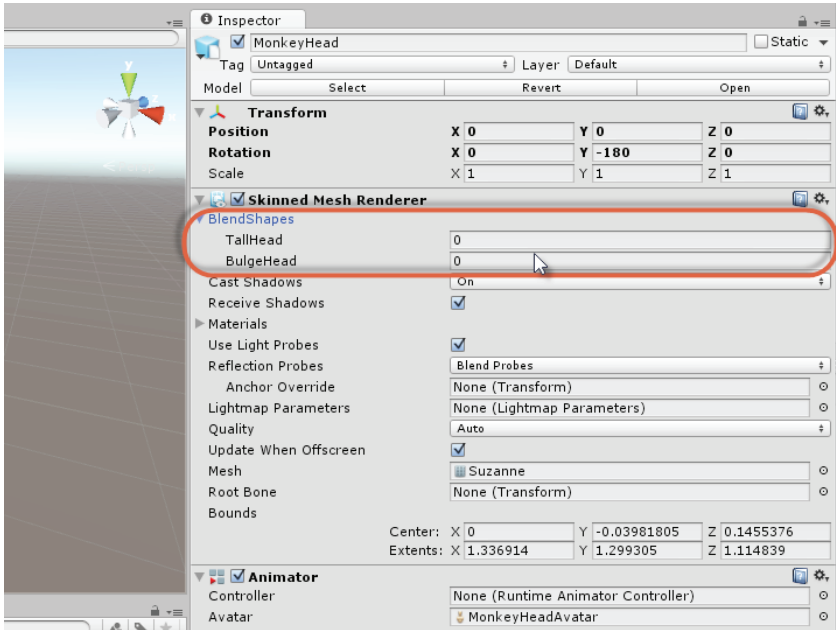 Inspector
MonkeyHead Static
Tag Untagged Layer Default
Model Select Revert Open
y
Transform
Position X 0 Y 0 Z 0
Rotation X 0 Y -180 Z 0
Scale X 1 Y 1 Z 1
Skinned Mesh Renderer
BlendShapes
TallHead 0
BulgeHead 0
Cast Shadows On
Receive Shadows
Materials
Use Light Probes
Reflection Probes Blend Probes
Anchor Override None (Transform)
Lightmap Parameters None (Lightmap Parameters)
Quality Auto
Update When Offscreen
Mesh Suzanne
Root Bone None (Transform)
Bounds
Center: X 0 Y -0.03981805 Z 0.1455376
Extents: X 1.336914 Y 1.299305 Z 1.114839
Animator
Controller None (Runtime Animator Controller)
Avatar MonkeyHeadAvatar